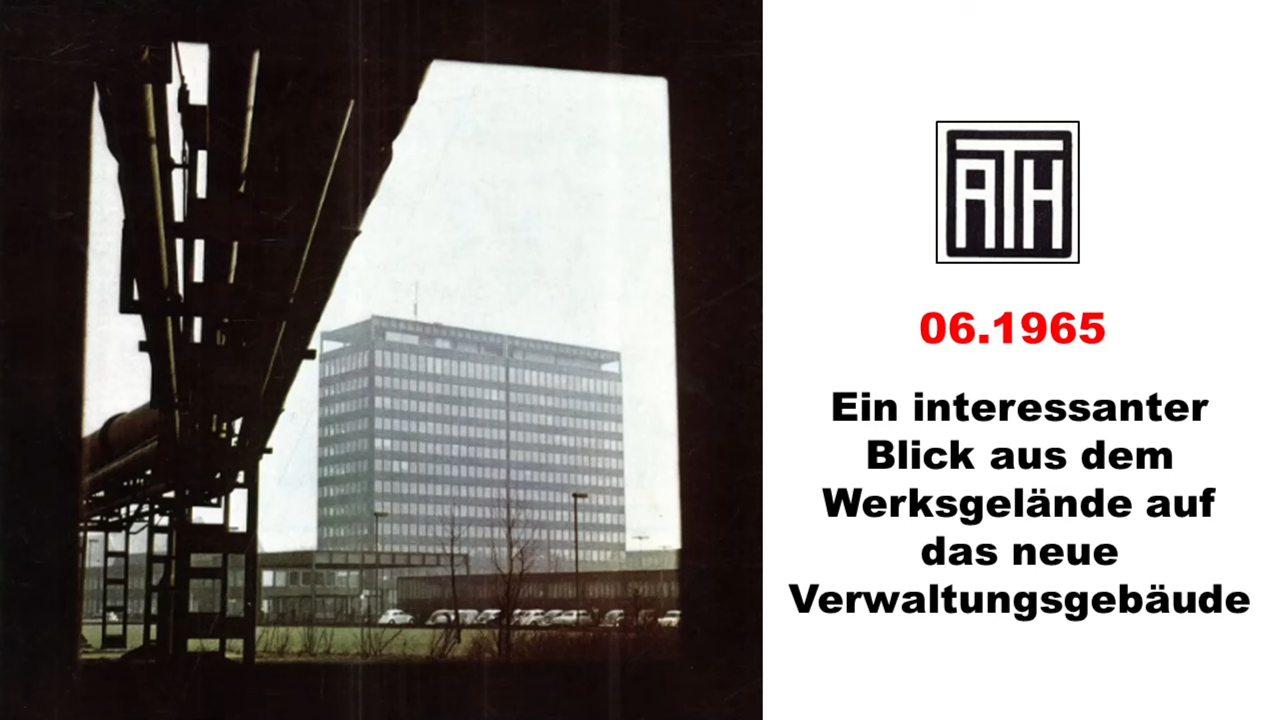 ATH
06.1965
Ein interessanter
Blick aus dem
Werksgelände auf
das neue
Verwaltungsgebäude